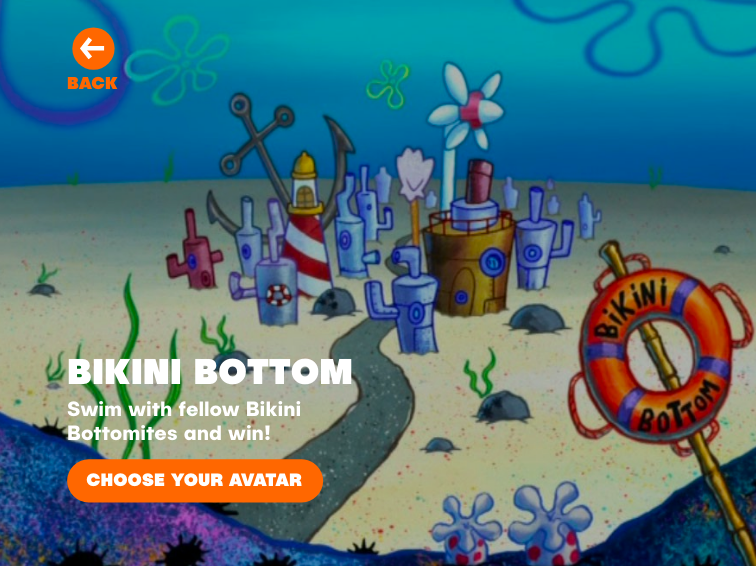 BACK
BIKINI
BOTTOM
BIKINI BOTTOM
Swim with fellow Bikini
Bottomites and win!
CHOOSE YOUR AVATAR